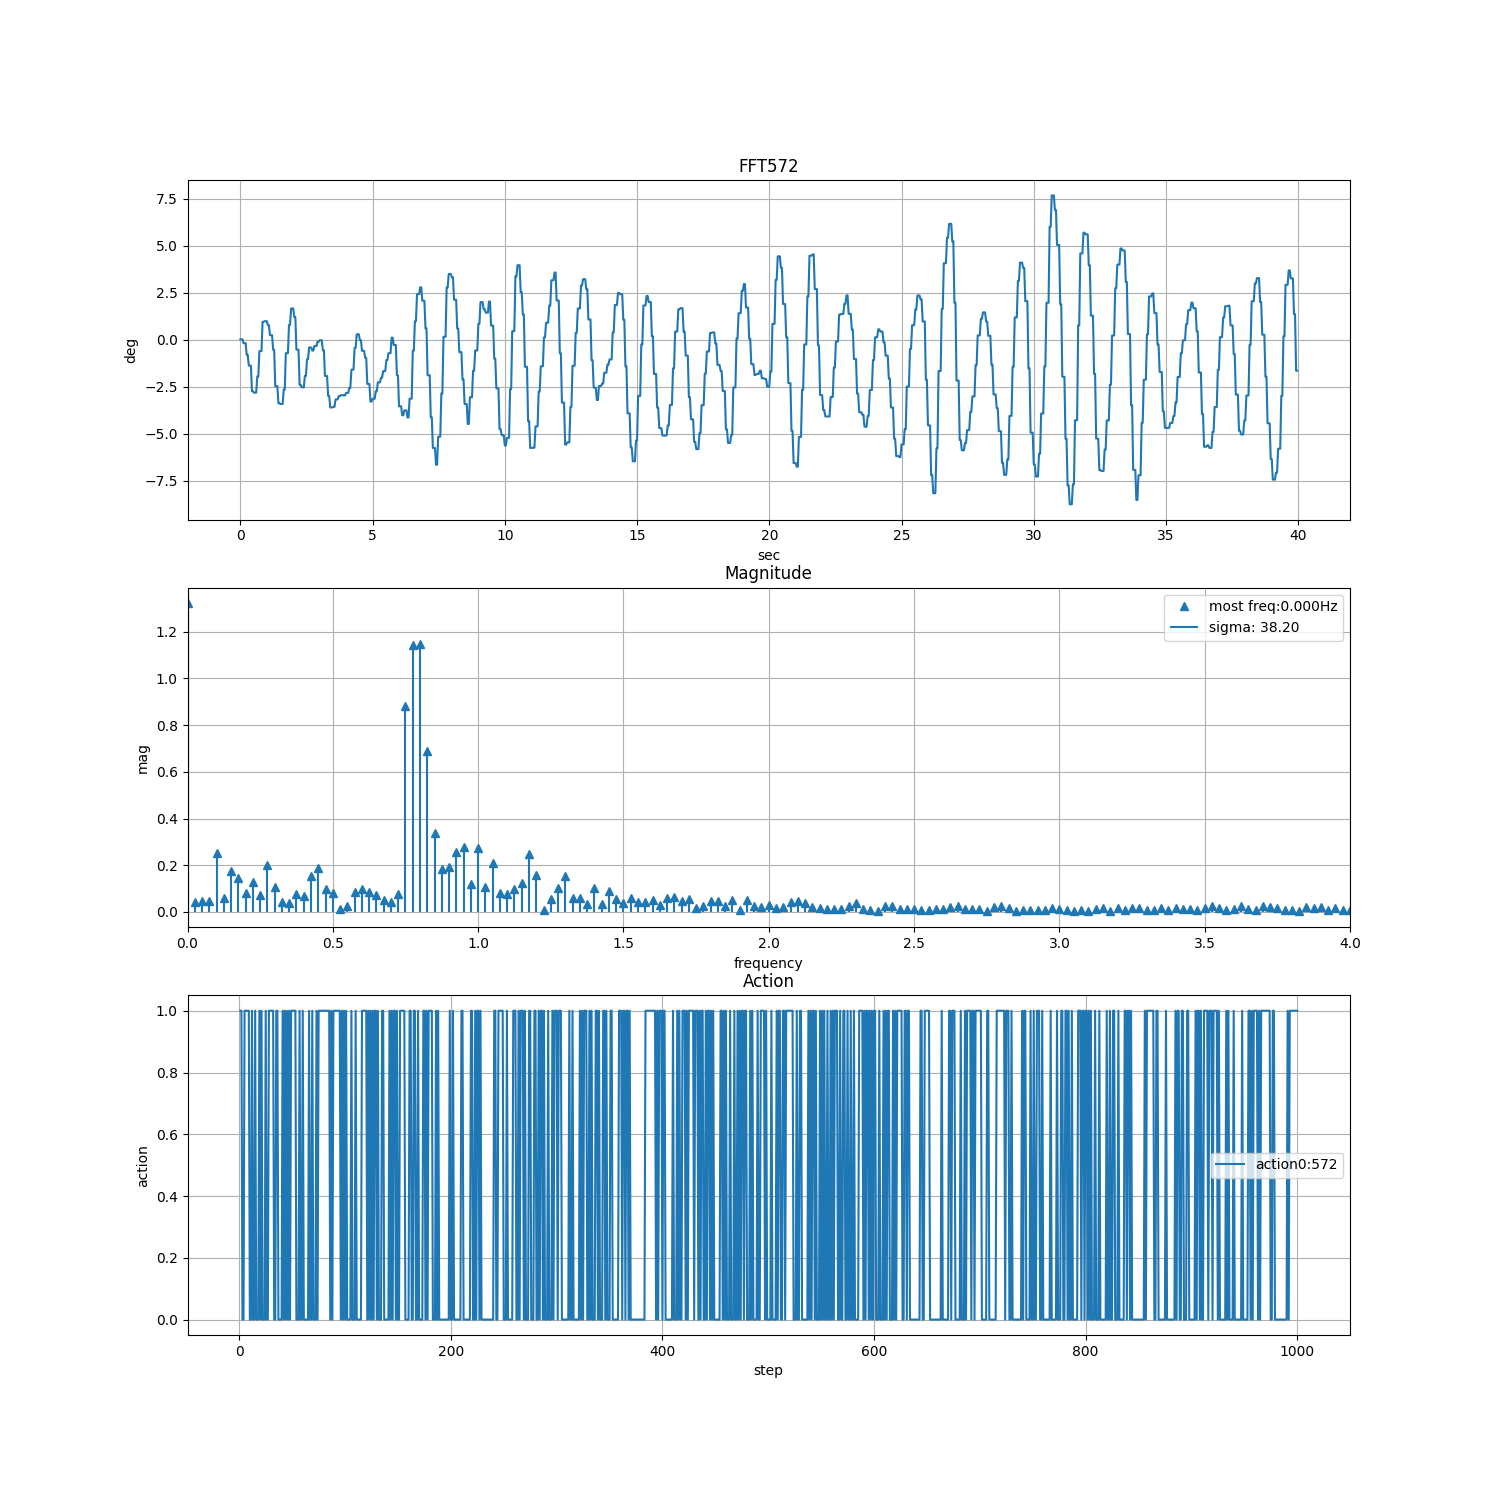 FFT572
7.5
5.0
2.5
0.0
−2.5
−5.0
−7.5
deg
0 5 10 15 20 25 30 35 40
sec
Magnitude
most freq:0.000Hz
sigma: 38.20
1.2
1.0
0.8
0.6
0.4
0.2
0.0
mag
0.0 0.5 1.0 1.5 2.0 2.5 3.0 3.5 4.0
frequency
Action
1.0
0.8
0.6
0.4
0.2
0.0
action
action0:572
0 200 400 600 800 1000
step